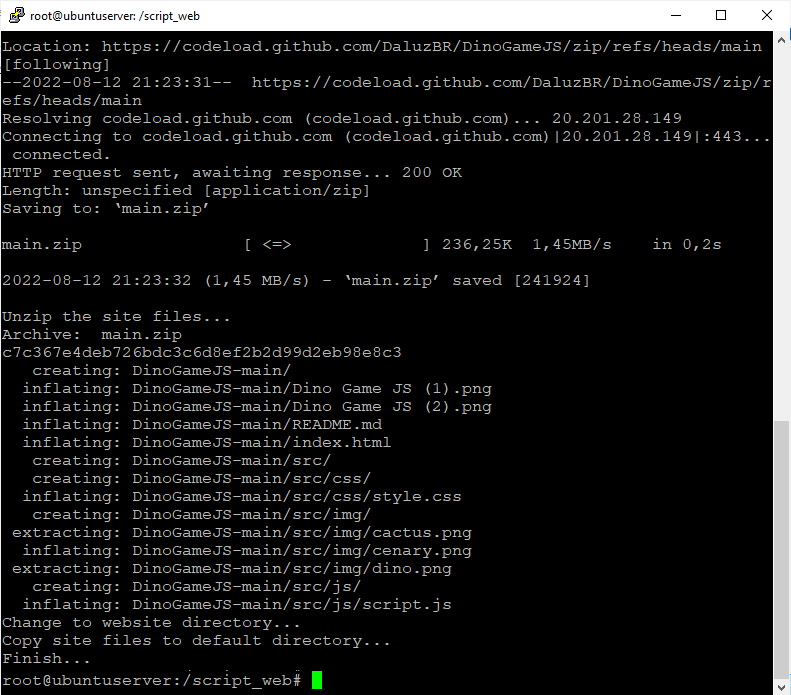 root@ubuntuserver: /script_web
Location: https://codeload.github.com/DaluzBR/DinoGameJS/zip/refs/heads/main
[following]
--2022-08-12 21:23:31--  https://codeload.github.com/DaluzBR/DinoGameJS/zip/r
efs/heads/main
Resolving codeload.github.com (codeload.github.com)... 20.201.28.149
Connecting to codeload.github.com (codeload.github.com)|20.201.28.149|:443...
 connected.
HTTP request sent, awaiting response... 200 OK
Length: unspecified [application/zip]
Saving to: ‘main.zip’
main.zip                [ <=>             ] 236,25K  1,45MB/s    in 0,2s
2022-08-12 21:23:32 (1,45 MB/s) - ‘main.zip’ saved [241924]
Unzip the site files...
Archive:  main.zip
c7c367e4deb726bdc3c6d8ef2b2d99d2eb98e8c3
   creating: DinoGameJS-main/
  inflating: DinoGameJS-main/Dino Game JS (1).png
  inflating: DinoGameJS-main/Dino Game JS (2).png
  inflating: DinoGameJS-main/README.md
  inflating: DinoGameJS-main/index.html
   creating: DinoGameJS-main/src/
   creating: DinoGameJS-main/src/css/
  inflating: DinoGameJS-main/src/css/style.css
   creating: DinoGameJS-main/src/img/
 extracting: DinoGameJS-main/src/img/cactus.png
  inflating: DinoGameJS-main/src/img/cenary.png
 extracting: DinoGameJS-main/src/img/dino.png
   creating: DinoGameJS-main/src/js/
  inflating: DinoGameJS-main/src/js/script.js
Change to website directory...
Copy site files to default directory...
Finish...
root@ubuntuserver:/script_web#